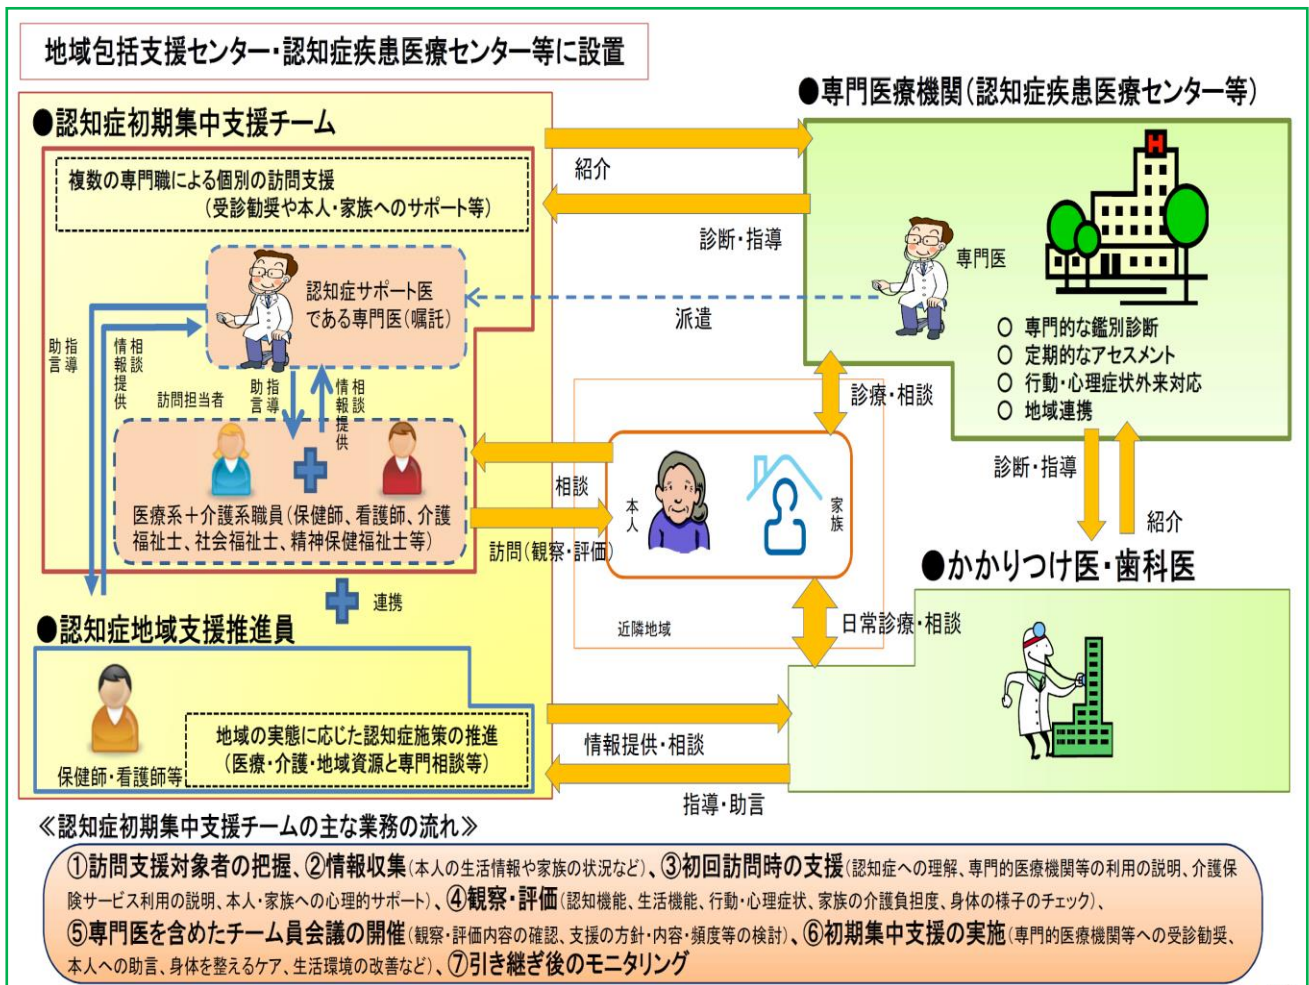 地域包括支援センター・認知症疾患医療センター等に設置
●専門医療機関（認知症疾患医療センター等）
●認知症初期集中支援チーム
複数の専門職による個別の訪問支援
（受診勧奨や本人・家族へのサポート等）
紹介
診断・指導
専門医
認知症サポート医
である専門医（嘱託）
派遣
○ 専門的な鑑別診断
○ 定期的なアセスメント
○ 行動・心理症状外来対応
○ 地域連携
指導
助言
相談
情報提供
訪問担当者
指導
助言
相談
情報提供
診療・相談
診断・指導
紹介
相談
本人
家族
医療系＋介護系職員（保健師、看護師、介護
福祉士、社会福祉士、精神保健福祉士等）
訪問（観察・評価）
連携
近隣地域
日常診療・相談
●かかりつけ医・歯科医
●認知症地域支援推進員
地域の実態に応じた認知症施策の推進
（医療・介護・地域資源と専門相談等）
保健師・看護師等
情報提供・相談
指導・助言
≪認知症初期集中支援チームの主な業務の流れ≫
①訪問支援対象者の把握、②情報収集（本人の生活情報や家族の状況など）、③初回訪問時の支援（認知症への理解、専門的医療機関等の利用の説明、介護保
険サービス利用の説明、本人・家族への心理的サポート）、④観察・評価（認知機能、生活機能、行動・心理症状、家族の介護負担度、身体の様子のチェック）、
⑤専門医を含めたチーム員会議の開催（観察・評価内容の確認、支援の方針・内容・頻度等の検討）、⑥初期集中支援の実施（専門的医療機関等への受診勧奨、
本人への助言、身体を整えるケア、生活環境の改善など）、⑦引き継ぎ後のモニタリング
H